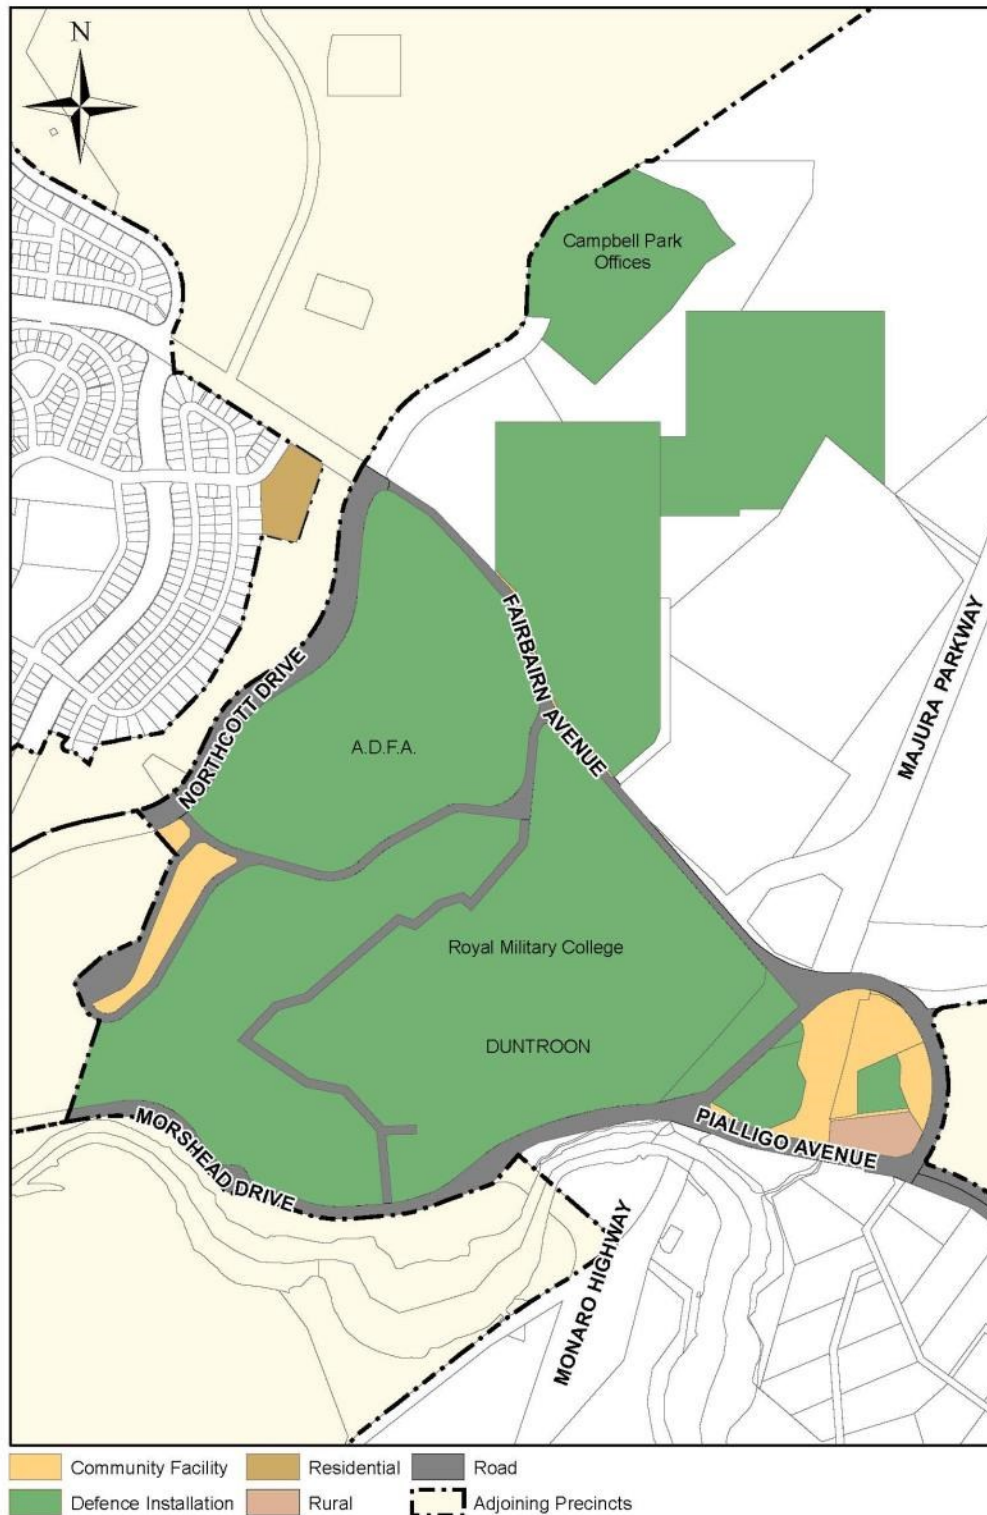 N
Campbell Park
Offices
FAIRBAIRN AVENUE
MAJURA PARKWAY
NORTHCOTT DRIVE
A.D.F.A.
Royal Military College
DUNTROON
PIALLIGO AVENUE
MORSHEAD DRIVE
MONARO HIGHWAY
Community Facility
Residential
Road
Defence Installation
Rural
Adjoining Precincts